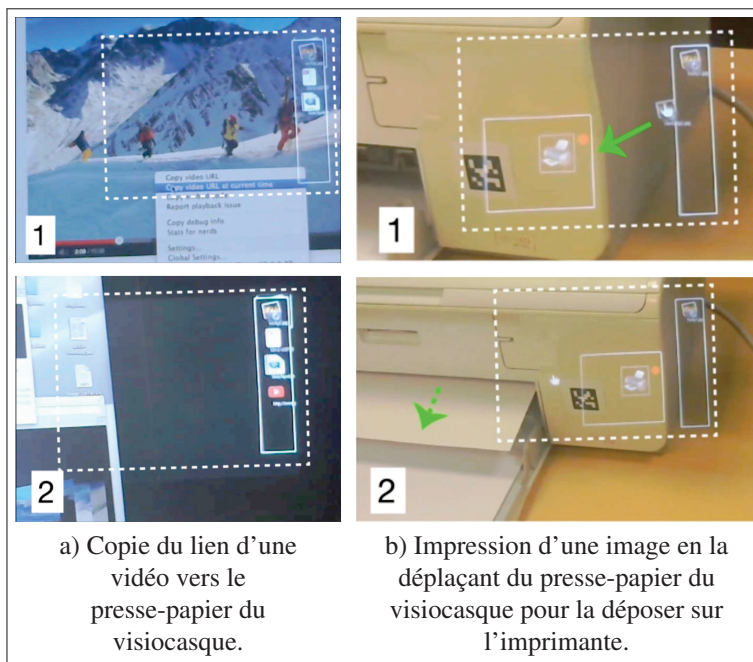 Copy video URL
Copy video URL at current time
Report playback issue
Copy debug info
Stats for nerds
Settings...
Global Settings...
1
2
a) Copie du lien d’une
vidéo vers le
presse-papier du
visiocasque.
1
2
b) Impression d’une image en la
déplaçant du presse-papier du
visiocasque pour la déposer sur
l’imprimante.